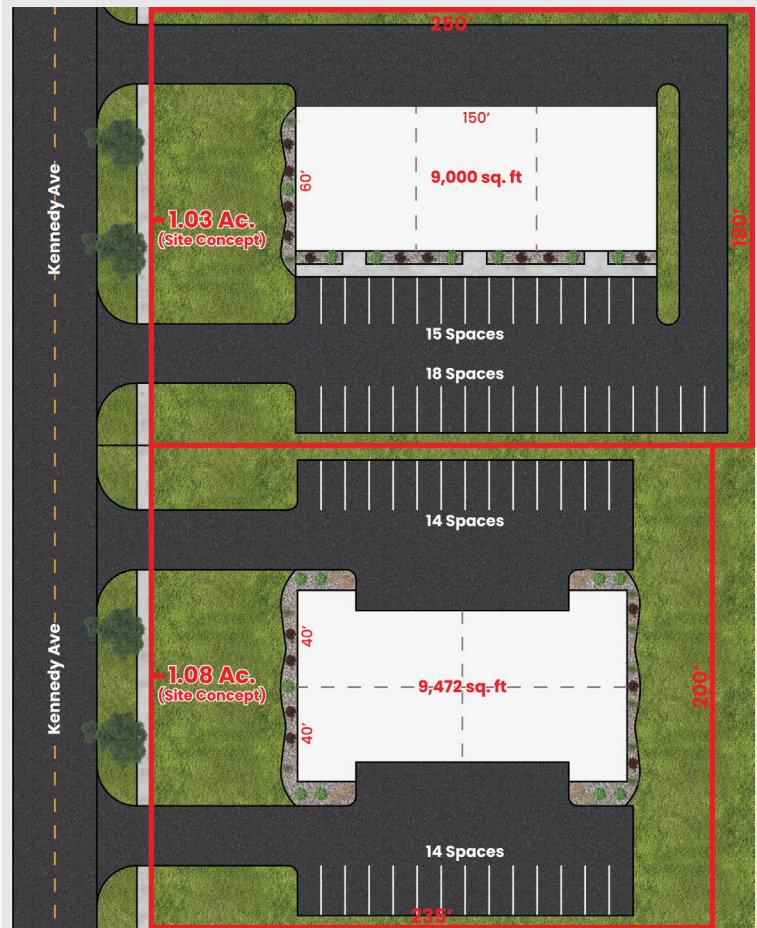 250'
150'
Kennedy Ave
60'
9,000 sq. ft
1.03 Ac.
(Site Concept)
180'
15 Spaces
18 Spaces
14 Spaces
Kennedy Ave
40'
1.08 Ac.
(Site Concept)
9,472 sq. ft
200'
40'
14 Spaces
235'